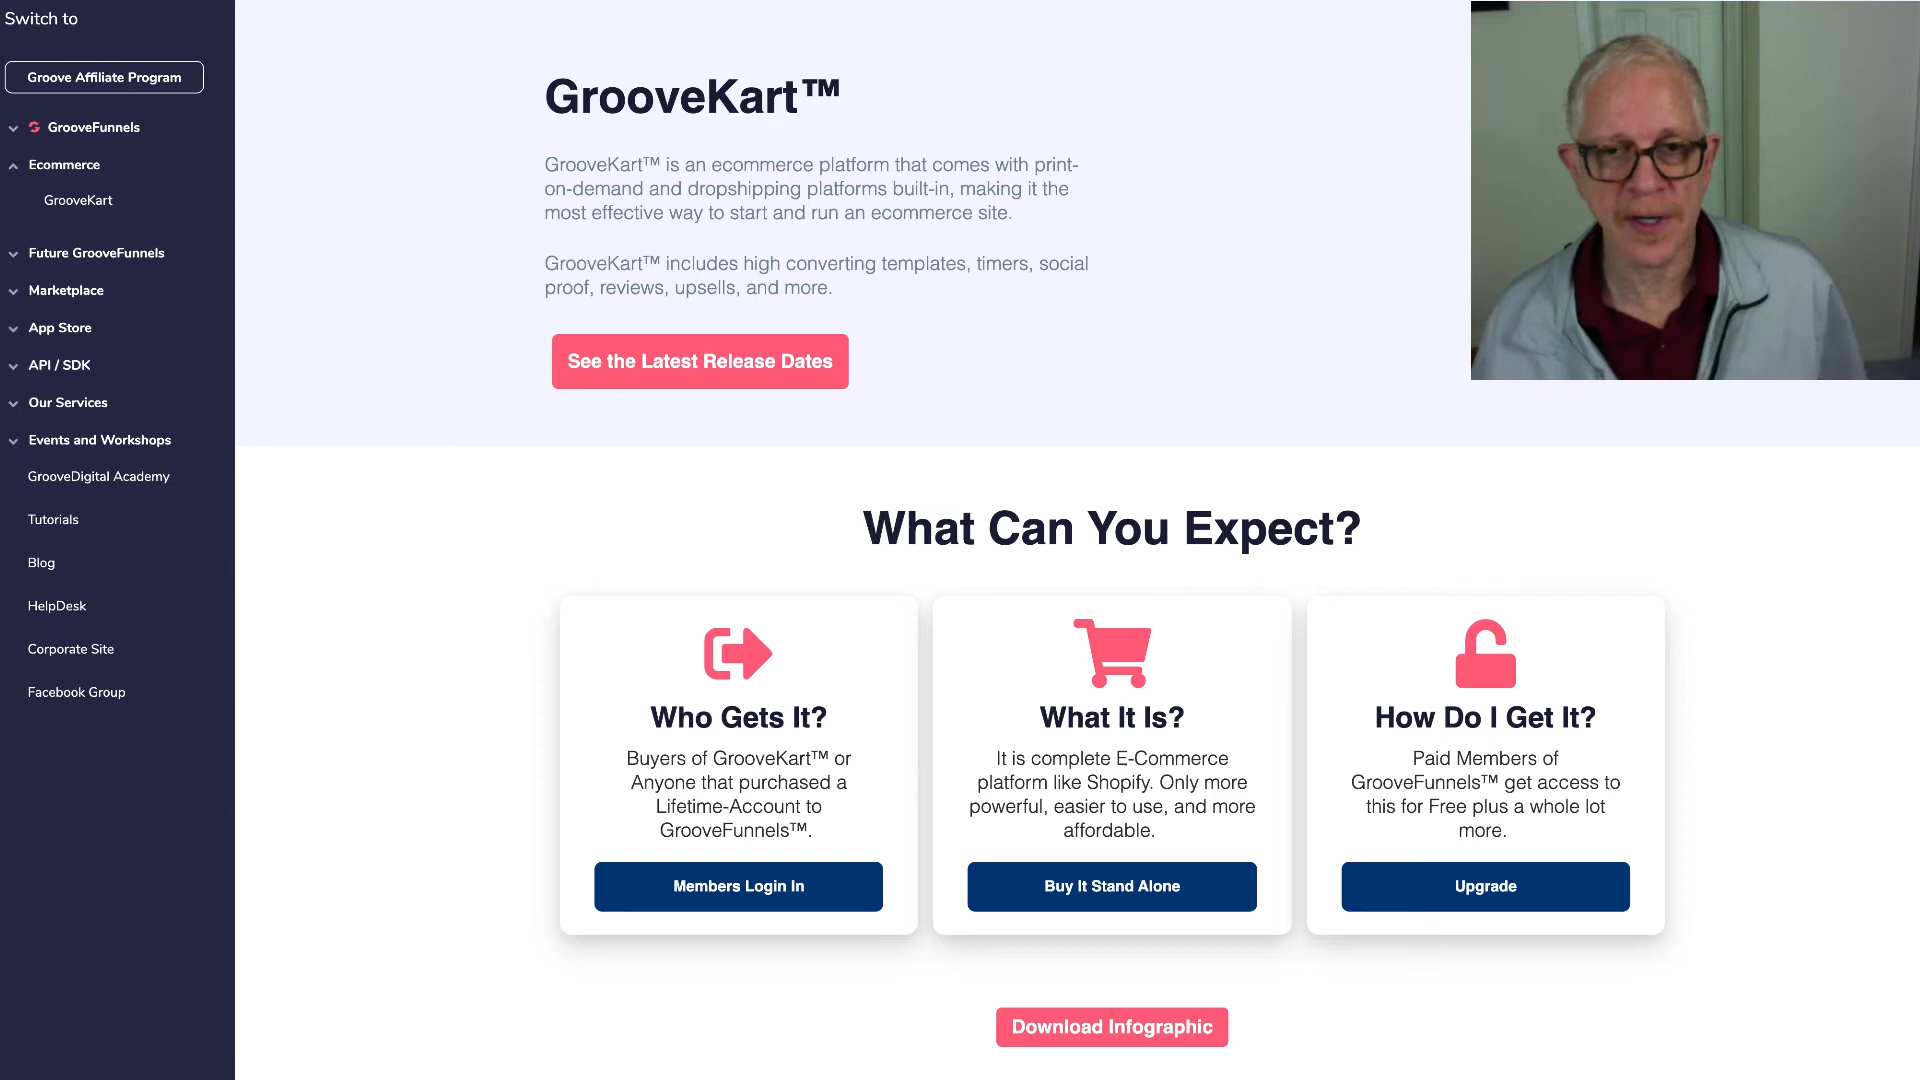 Switch to
Groove Affiliate Program
GrooveFunnels
Ecommerce
GrooveKart
Future GrooveFunnels
Marketplace
App Store
API / SDK
Our Services
Events and Workshops
GrooveDigital Academy
Tutorials
Blog
HelpDesk
Corporate Site
Facebook Group
GrooveKart™
GrooveKart™ is an ecommerce platform that comes with print-
on-demand and dropshipping platforms built-in, making it the
most effective way to start and run an ecommerce site.
GrooveKart™ includes high converting templates, timers, social
proof, reviews, upsells, and more.
See the Latest Release Dates
What Can You Expect?
Who Gets It?
Buyers of GrooveKart™ or
Anyone that purchased a
Lifetime-Account to
GrooveFunnels™.
Members Login In
What It Is?
It is complete E-Commerce
platform like Shopify. Only more
powerful, easier to use, and more
affordable.
Buy It Stand Alone
How Do I Get It?
Paid Members of
GrooveFunnels™ get access to
this for Free plus a whole lot
more.
Upgrade
Download Infographic